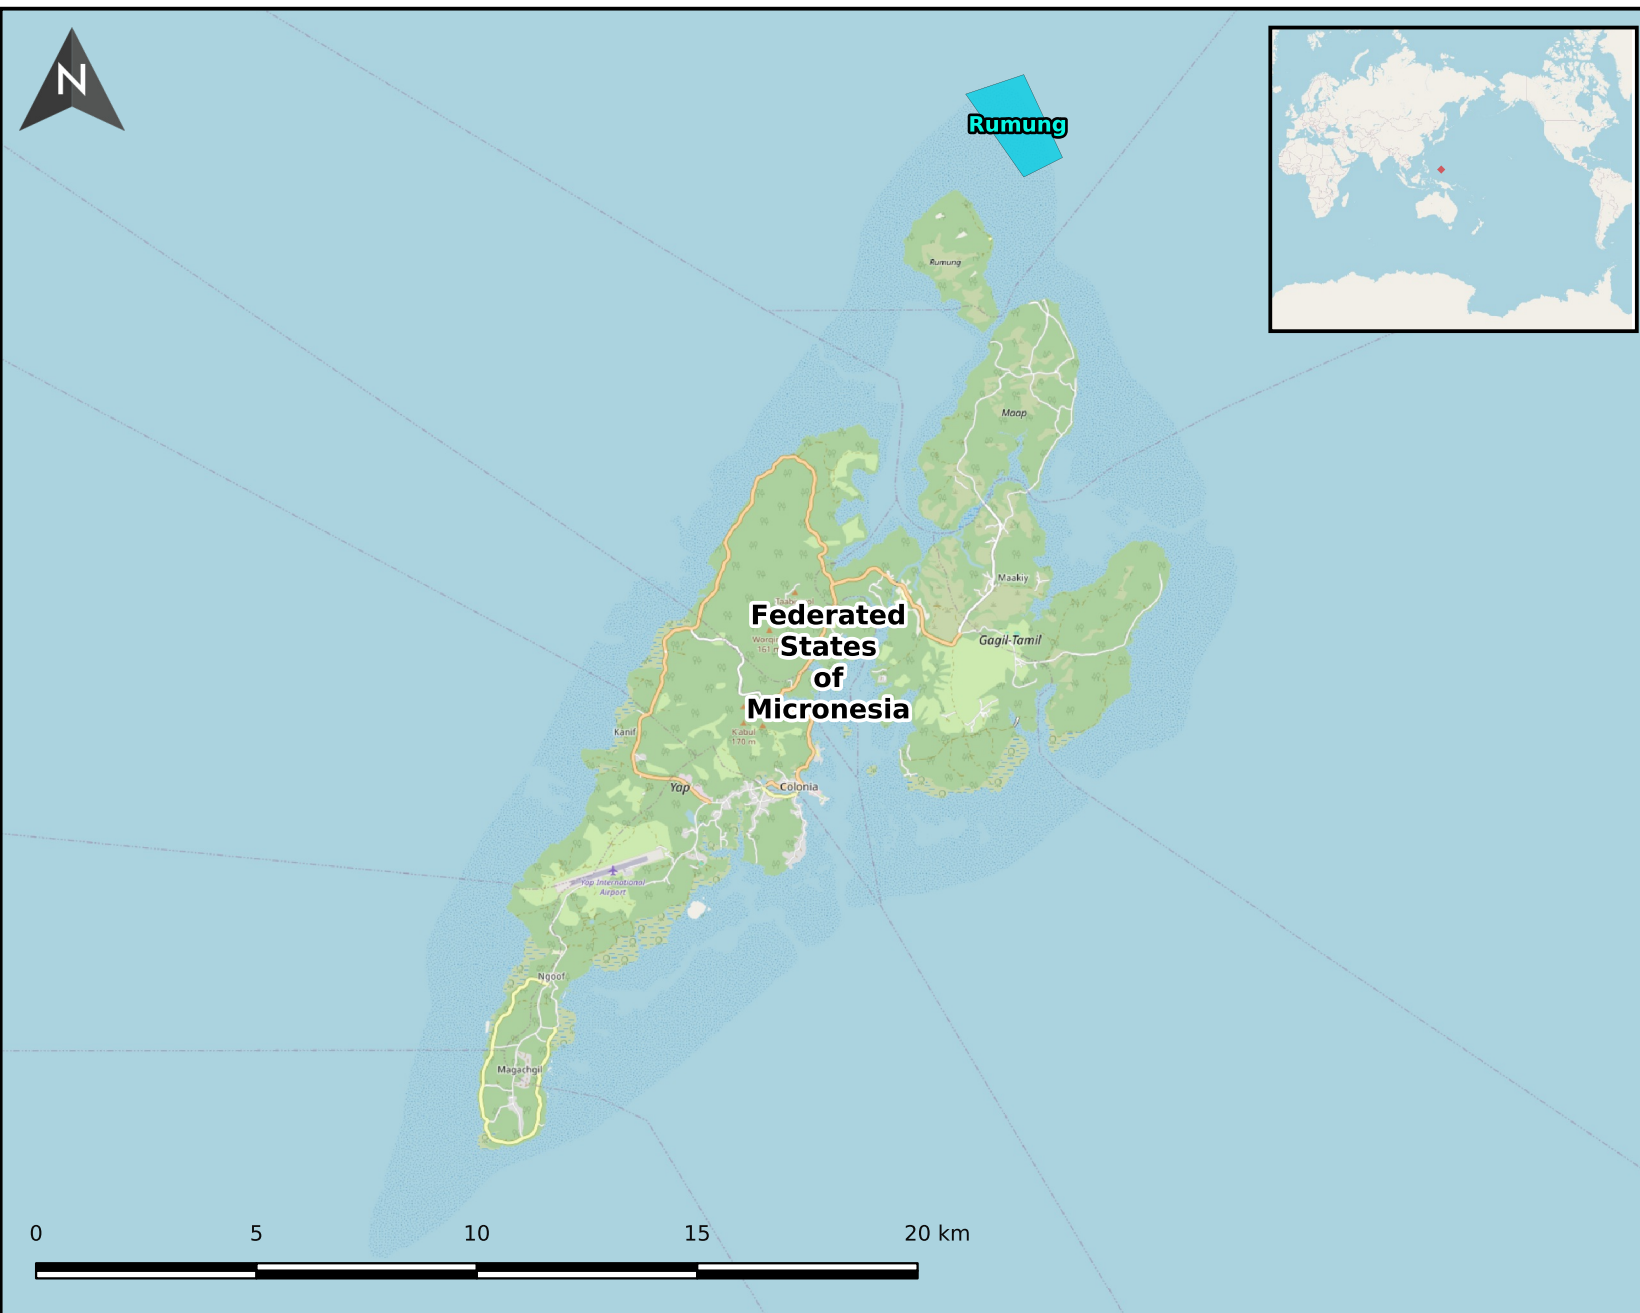 N
Rumung
Rumung
Maap
Maakiy
Federated
States
of
Micronesia
Gagil-Tamil
161 m
Kanif
Kabul
170 m
Yap
Colonia
Yap International
Airport
Ngoof
Magachgil
0 5 10 15 20 km